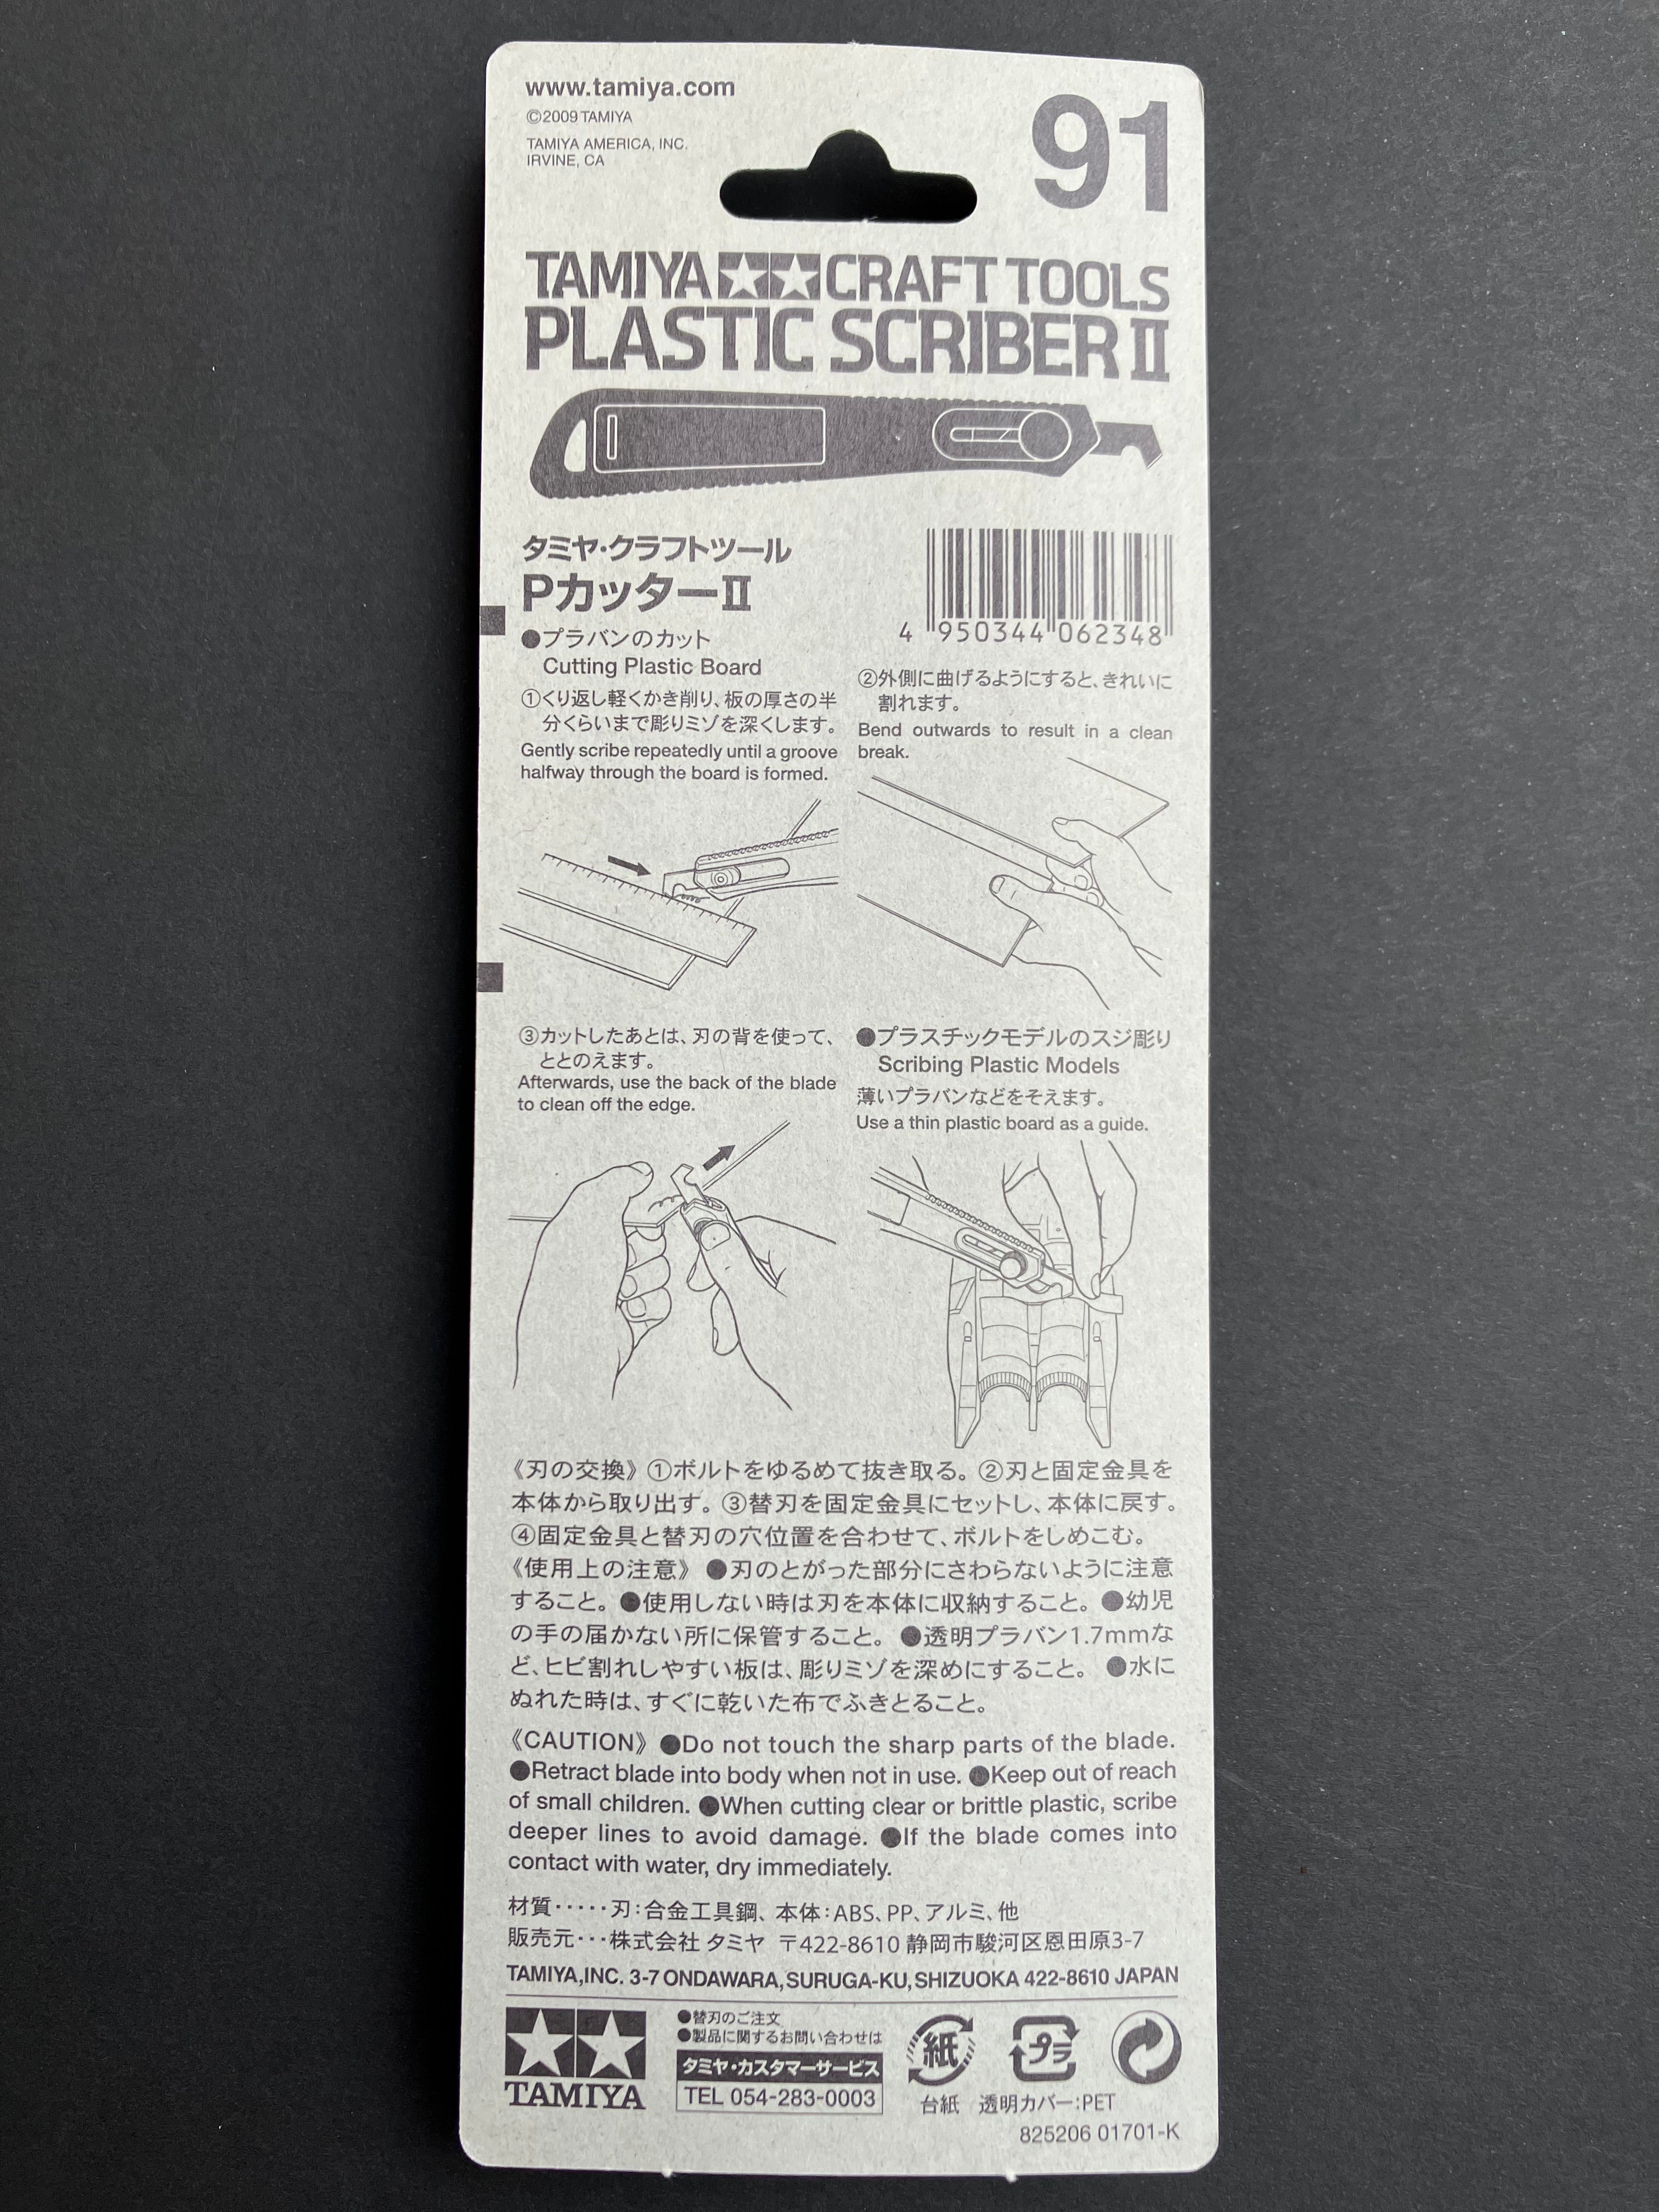 www.tamiya.com
©2009 TAMIYA
TAMIYA AMERICA, INC.
IRVINE, CA
91
TAMIYA CRAFT TOOLS
PLASTIC SCRIBER II
タミヤ・クラフトツール
PカッターII
4 950344 062348
●プラバンのカット
Cutting Plastic Board
①くり返し軽くかき削り、板の厚さの半
分くらいまで彫りミゾを深くします。
Gently scribe repeatedly until a groove
halfway through the board is formed.
②外側に曲げるようにすると、きれいに
割れます。
Bend outwards to result in a clean
break.
③カットしたあとは、刃の背を使って、
ととのえます。
Afterwards, use the back of the blade
to clean off the edge.
●プラスチックモデルのスジ彫り
Scribing Plastic Models
薄いプラバンなどをそえます。
Use a thin plastic board as a guide.
《刃の交換》①ボルトをゆるめて抜き取る。②刃と固定金具を
本体から取り出す。③替刃を固定金具にセットし、本体に戻す。
④固定金具と替刃の穴位置を合わせて、ボルトをしめこむ。
《使用上の注意》●刃のとがった部分にさわらないように注意
すること。●使用しない時は刃を本体に収納すること。●幼児
の手の届かない所に保管すること。●透明プラバン1.7mmな
ど、ヒビ割れしやすい板は、彫りミゾを深めにすること。●水に
ぬれた時は、すぐに乾いた布でふきとること。
《CAUTION》●Do not touch the sharp parts of the blade.
●Retract blade into body when not in use. ●Keep out of reach
of small children. ●When cutting clear or brittle plastic, scribe
deeper lines to avoid damage. ●If the blade comes into
contact with water, dry immediately.
材質・・・・・刃：合金工具鋼、本体：ABS、PP、アルミ、他
販売元・・・株式会社 タミヤ 〒422-8610 静岡市駿河区恩田原3-7
TAMIYA,INC. 3-7 ONDAWARA, SURUGA-KU, SHIZUOKA 422-8610 JAPAN
TAMIYA
●替刃のご注文
●製品に関するお問い合わせは
タミヤ・カスタマーサービス
TEL 054-283-0003
紙
台紙
プラ
透明カバー：PET
825206 01701-K